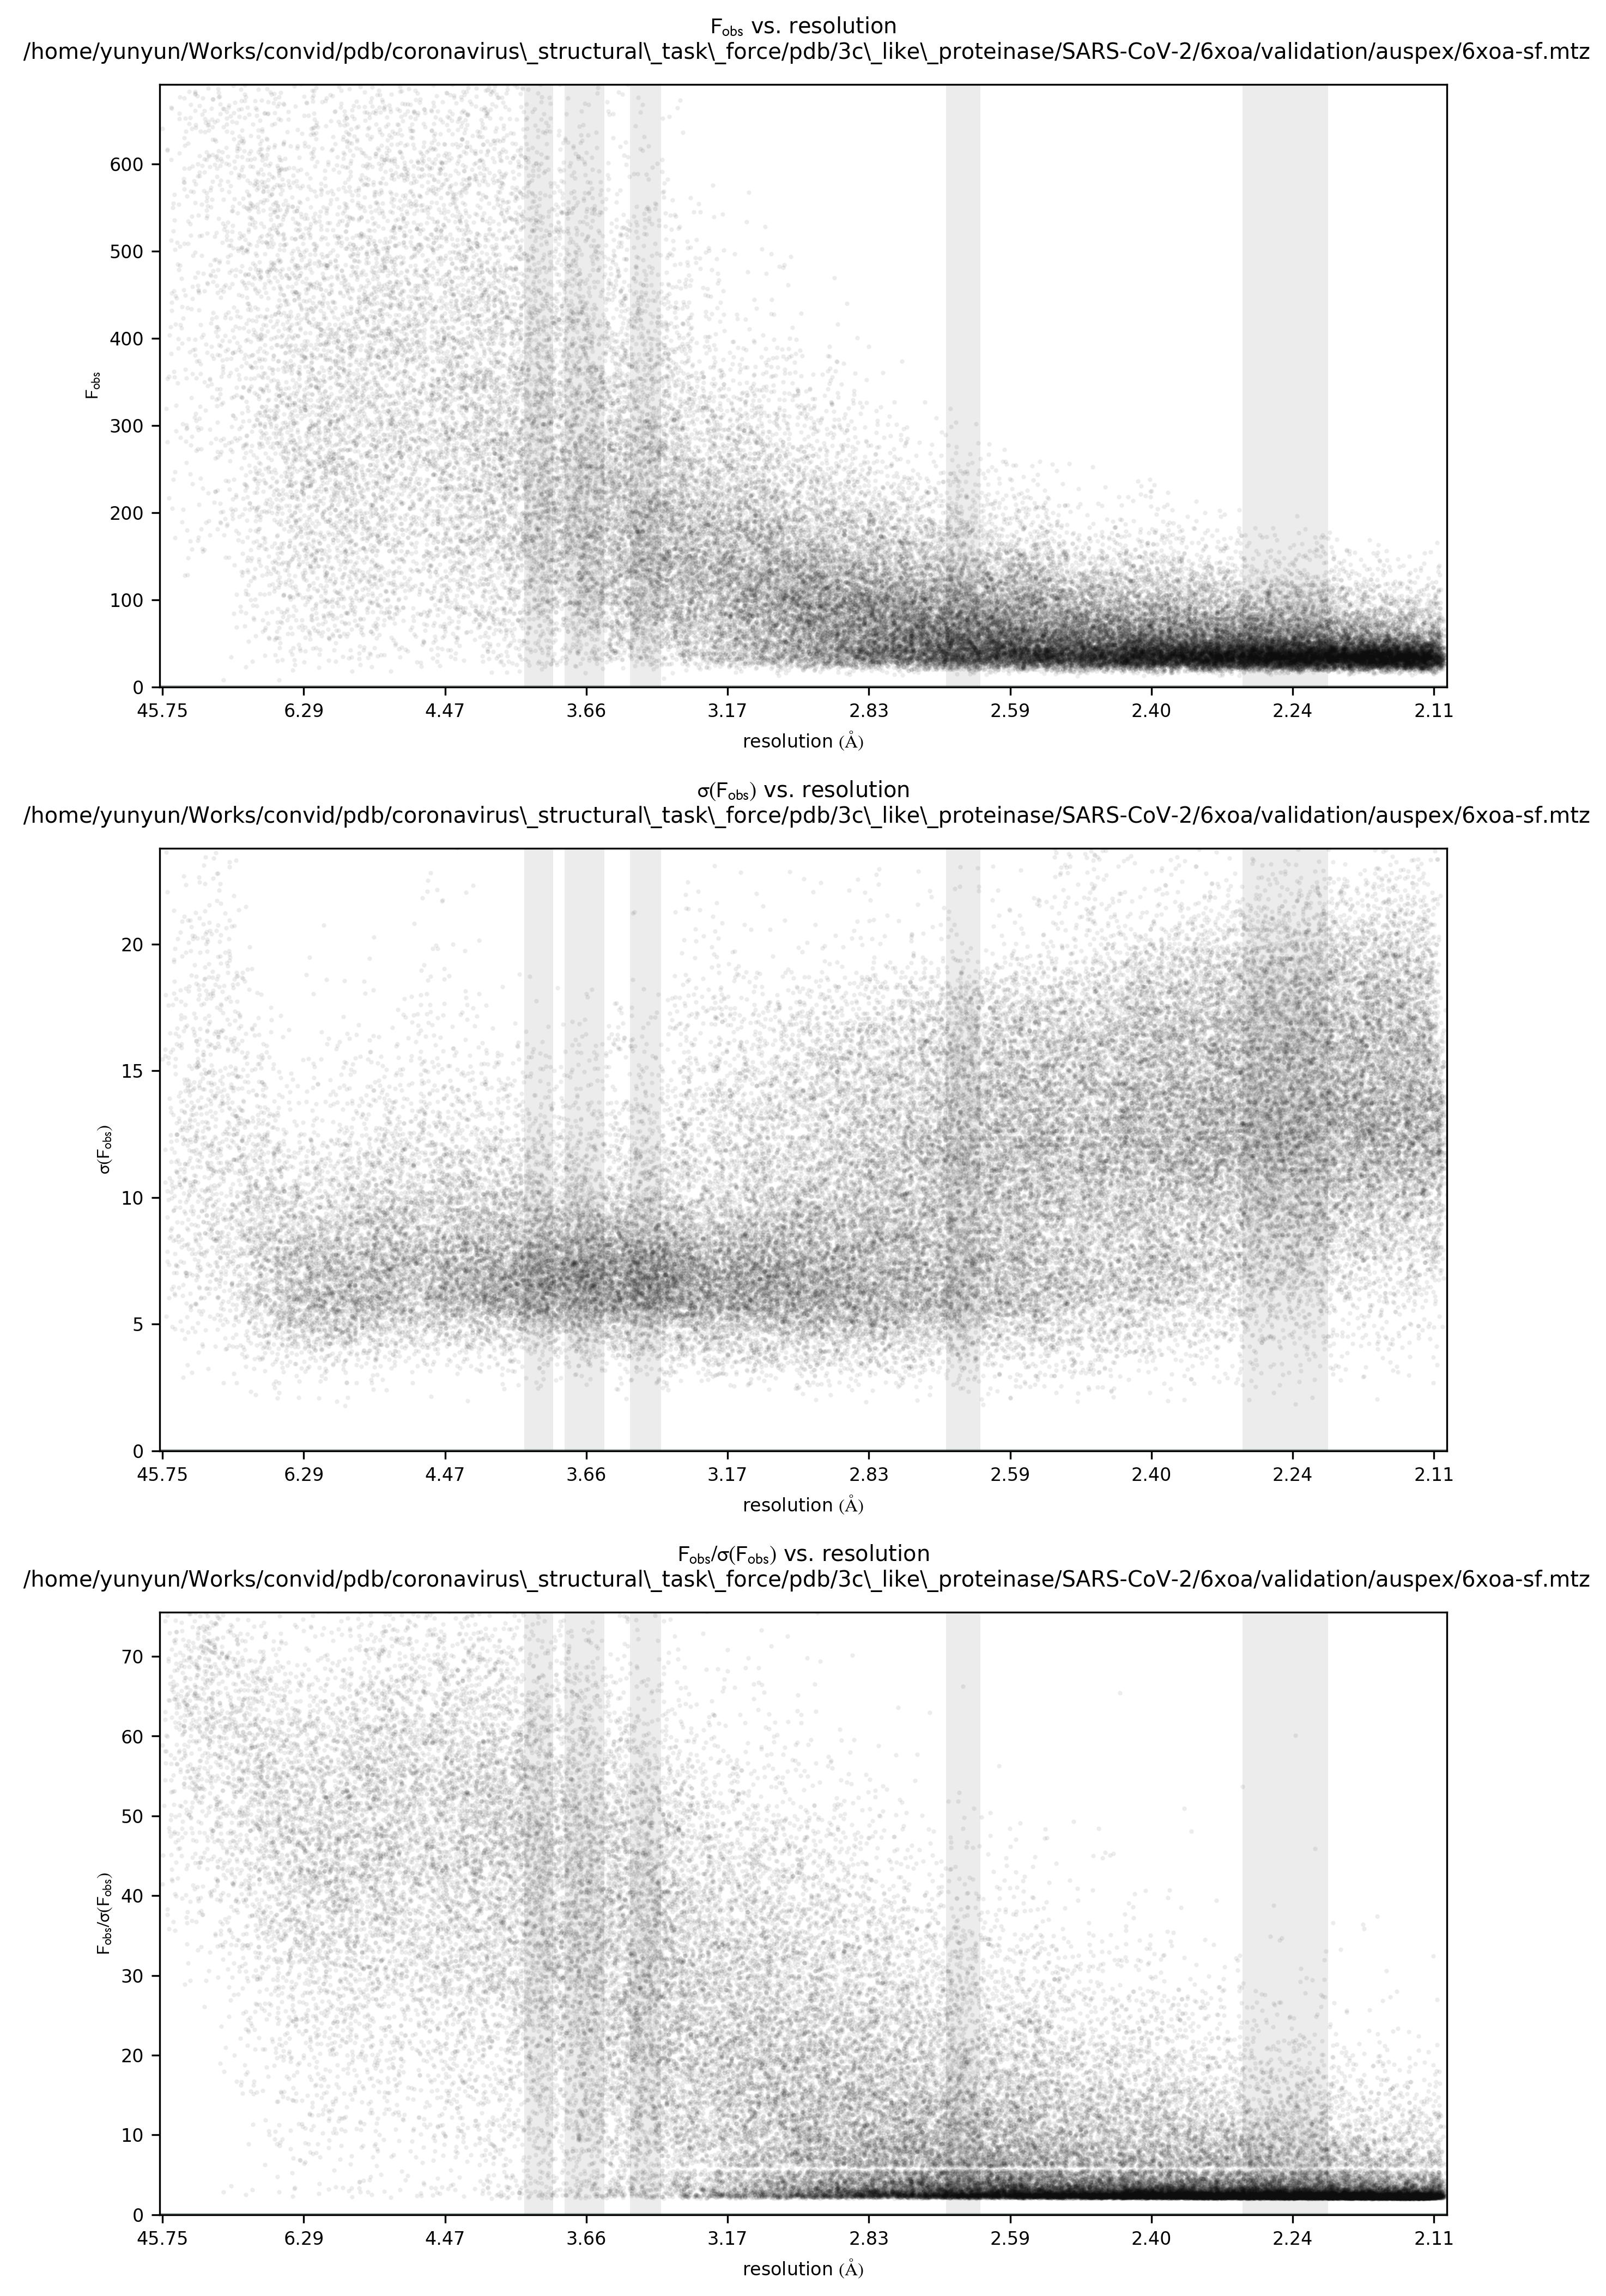 Fobs vs. resolution
/home/yunyun/Works/convid/pdb/coronavirus\_structural\_task\_force/pdb/3c\_like\_proteinase/SARS-CoV-2/6xoa/validation/auspex/6xoa-sf.mtz
600
500
400
300
200
100
0
Fobs
45.75 6.29 4.47 3.66 3.17 2.83 2.59 2.40 2.24 2.11
resolution (Å)
σ(Fobs) vs. resolution
/home/yunyun/Works/convid/pdb/coronavirus\_structural\_task\_force/pdb/3c\_like\_proteinase/SARS-CoV-2/6xoa/validation/auspex/6xoa-sf.mtz
20
15
10
5
0
σ(Fobs)
45.75 6.29 4.47 3.66 3.17 2.83 2.59 2.40 2.24 2.11
resolution (Å)
Fobs/σ(Fobs) vs. resolution
/home/yunyun/Works/convid/pdb/coronavirus\_structural\_task\_force/pdb/3c\_like\_proteinase/SARS-CoV-2/6xoa/validation/auspex/6xoa-sf.mtz
70
60
50
40
30
20
10
0
Fobs/σ(Fobs)
45.75 6.29 4.47 3.66 3.17 2.83 2.59 2.40 2.24 2.11
resolution (Å)